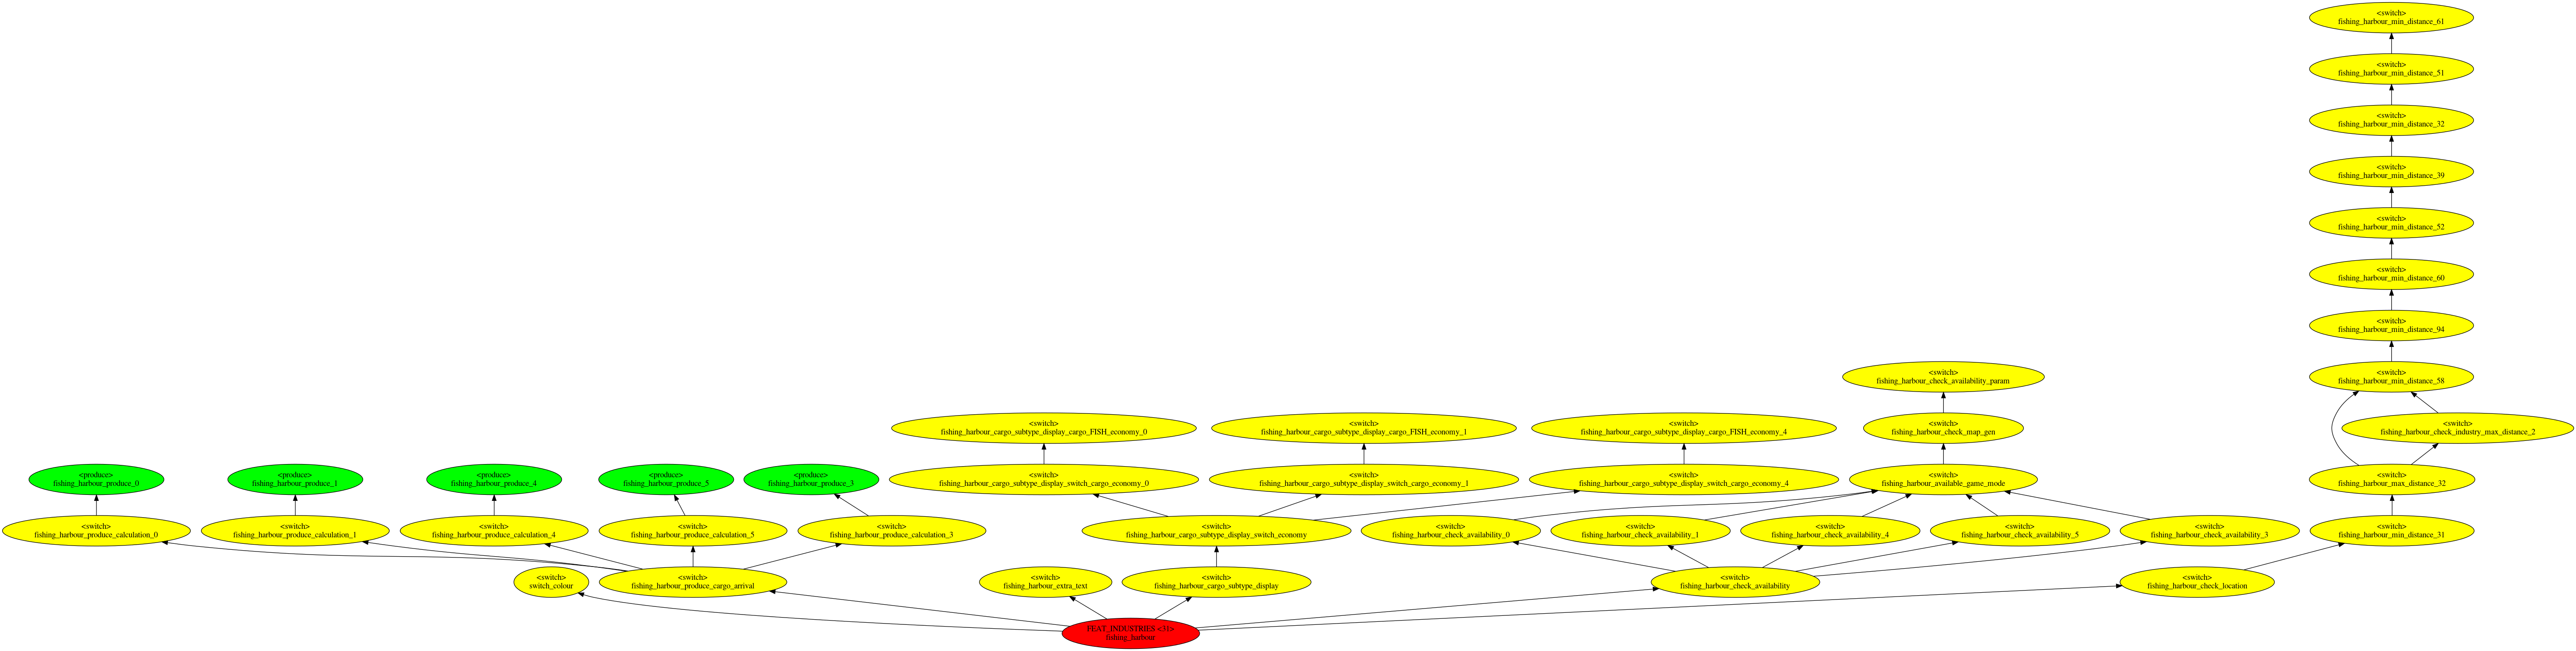 <switch>
fishing_harbour_min_distance_61
<switch>
fishing_harbour_min_distance_51
<switch>
fishing_harbour_min_distance_32
<switch>
fishing_harbour_min_distance_39
<switch>
fishing_harbour_min_distance_52
<switch>
fishing_harbour_min_distance_60
<switch>
fishing_harbour_min_distance_94
<switch>
fishing_harbour_check_availability_param
<switch>
fishing_harbour_min_distance_58
<switch>
fishing_harbour_cargo_subtype_display_cargo_FISH_economy_0
<switch>
fishing_harbour_cargo_subtype_display_cargo_FISH_economy_1
<switch>
fishing_harbour_cargo_subtype_display_cargo_FISH_economy_4
<switch>
fishing_harbour_check_map_gen
<switch>
fishing_harbour_check_industry_max_distance_2
<produce>
fishing_harbour_produce_0
<produce>
fishing_harbour_produce_1
<produce>
fishing_harbour_produce_4
<produce>
fishing_harbour_produce_5
<produce>
fishing_harbour_produce_3
<switch>
fishing_harbour_cargo_subtype_display_switch_cargo_economy_0
<switch>
fishing_harbour_cargo_subtype_display_switch_cargo_economy_1
<switch>
fishing_harbour_cargo_subtype_display_switch_cargo_economy_4
<switch>
fishing_harbour_available_game_mode
<switch>
fishing_harbour_max_distance_32
<switch>
fishing_harbour_produce_calculation_0
<switch>
fishing_harbour_produce_calculation_1
<switch>
fishing_harbour_produce_calculation_4
<switch>
fishing_harbour_produce_calculation_5
<switch>
fishing_harbour_produce_calculation_3
<switch>
fishing_harbour_cargo_subtype_display_switch_economy
<switch>
fishing_harbour_check_availability_0
<switch>
fishing_harbour_check_availability_1
<switch>
fishing_harbour_check_availability_4
<switch>
fishing_harbour_check_availability_5
<switch>
fishing_harbour_check_availability_3
<switch>
fishing_harbour_min_distance_31
<switch>
switch_colour
<switch>
fishing_harbour_produce_cargo_arrival
<switch>
fishing_harbour_extra_text
<switch>
fishing_harbour_cargo_subtype_display
<switch>
fishing_harbour_check_availability
<switch>
fishing_harbour_check_location
FEAT_INDUSTRIES <31>
fishing_harbour